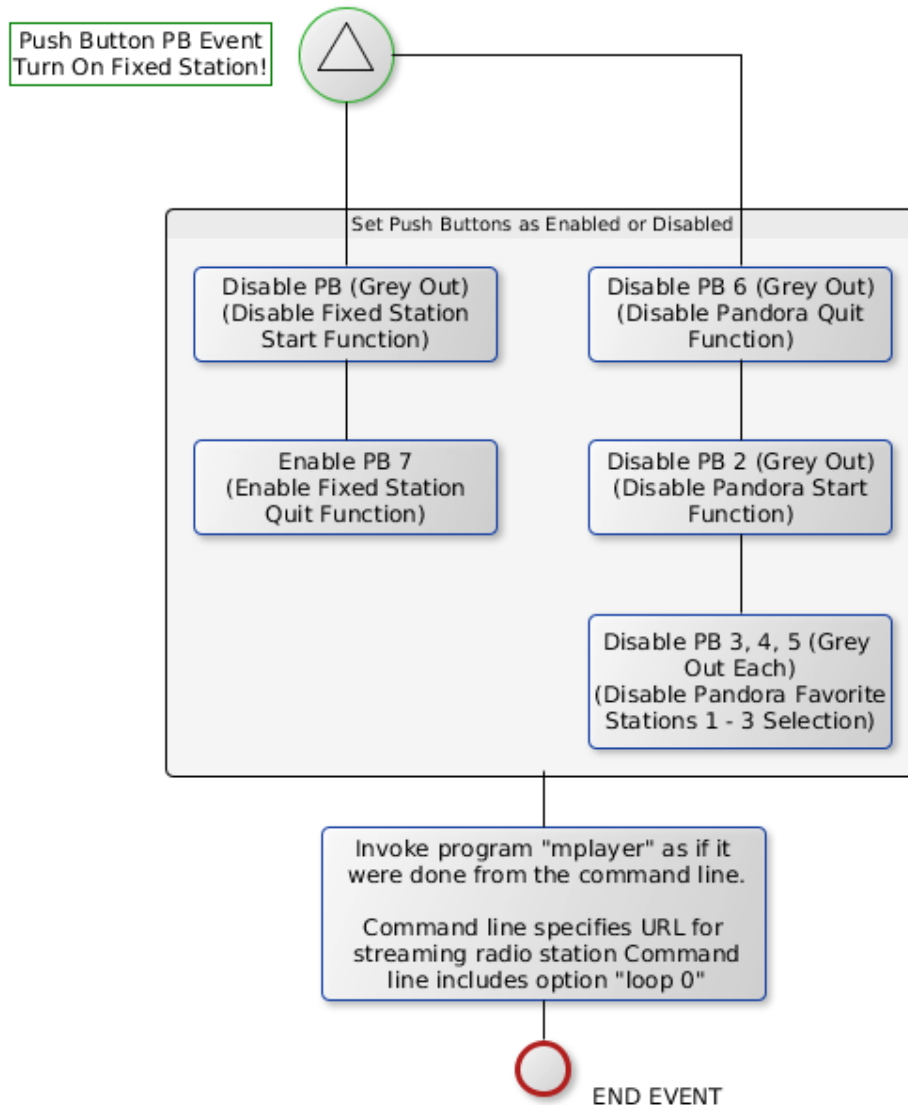 Push Button PB Event
Turn On Fixed Station!
Set Push Buttons as Enabled or Disabled
Disable PB (Grey Out)
(Disable Fixed Station
Start Function)
Disable PB 6 (Grey Out)
(Disable Pandora Quit
Function)
Enable PB 7
(Enable Fixed Station
Quit Function)
Disable PB 2 (Grey Out)
(Disable Pandora Start
Function)
Disable PB 3, 4, 5 (Grey
Out Each)
(Disable Pandora Favorite
Stations 1 - 3 Selection)
Invoke program "mplayer" as if it
were done from the command line.
Command line specifies URL for
streaming radio station Command
line includes option "loop 0"
END EVENT